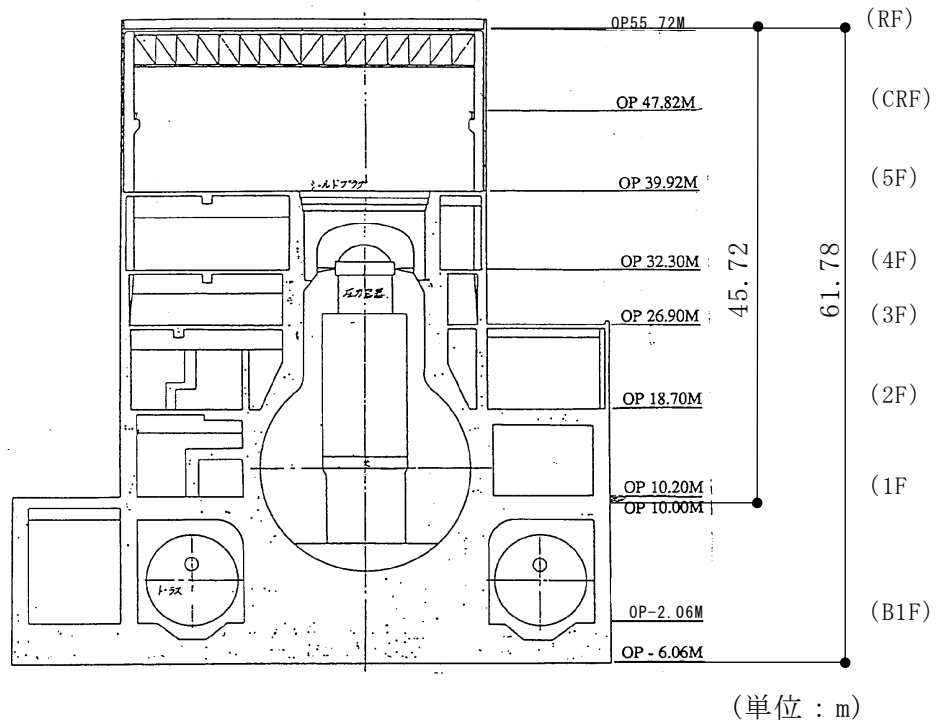 OP55.72M
(RF)
OP 47.82M
(CRF)
シールドプラグ
OP 39.92M
(5F)
OP 32.30M
(4F)
圧力容器
OP 26.90M
(3F)
45.72
61.78
OP 18.70M
(2F)
OP 10.20M
(1F
OP 10.00M
トーラス
OP-2.06M
(B1F)
OP - 6.06M
(単位：m)